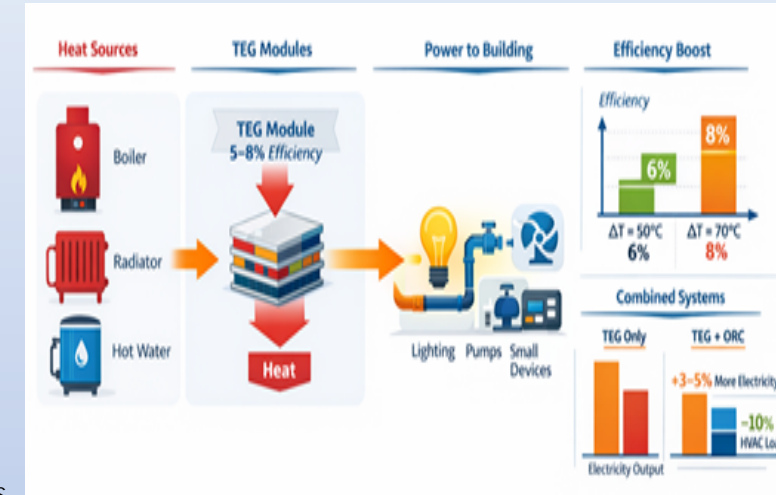 Heat Sources
TEG Modules
Power to Building
Efficiency Boost
Boiler
Radiator
Hot Water
TEG Module
5=8% Efficiency
Heat
Lighting Pumps Small
Devices
Efficiency
6%
8%
ΔT = 50°C ΔT = 70°C
6% 8%
Combined Systems
TEG Only TEG + ORC
+3=5% More Electricity
-10%
HVAC
Electricity Output